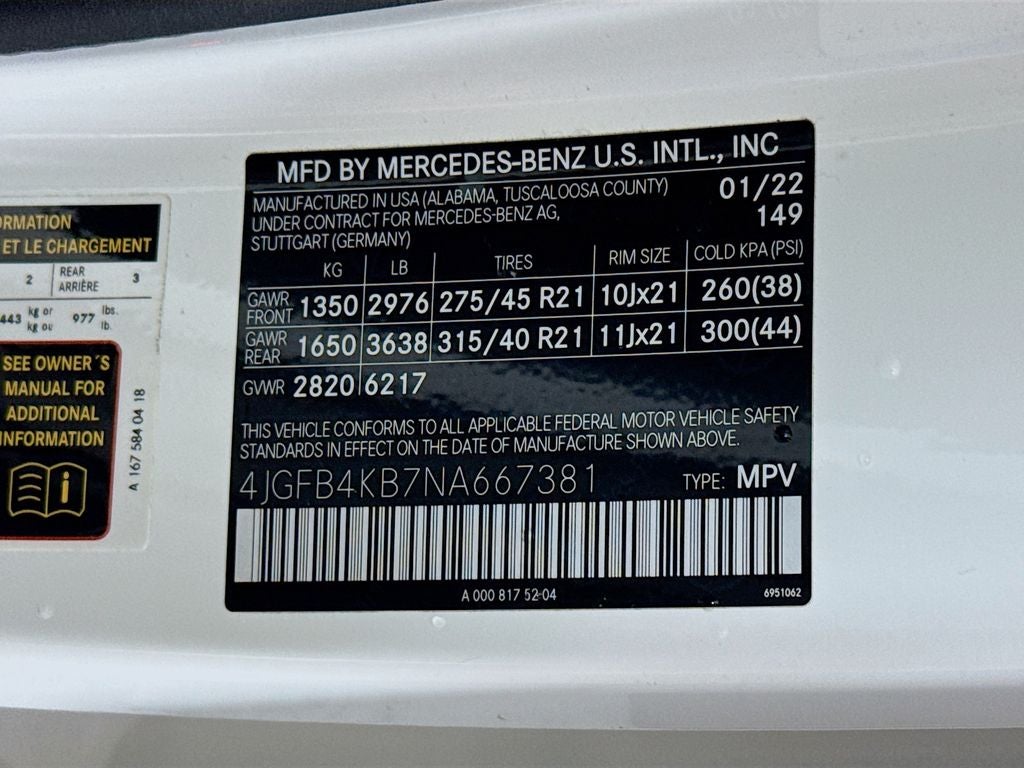 MFD BY MERCEDES-BENZ U.S. INTL., INC
MANUFACTURED IN USA (ALABAMA, TUSCALOOSA COUNTY) 01/22
UNDER CONTRACT FOR MERCEDES-BENZ AG, 149
STUTTGART (GERMANY)
KG LB TIRES RIM SIZE COLD KPA (PSI)
GAWR FRONT 1350 2976 275/45 R21 10Jx21 260(38)
GAWR REAR 1650 3638 315/40 R21 11Jx21 300(44)
GVWR 2820 6217
THIS VEHICLE CONFORMS TO ALL APPLICABLE FEDERAL MOTOR VEHICLE SAFETY
STANDARDS IN EFFECT ON THE DATE OF MANUFACTURE SHOWN ABOVE.
4JGFB4KB7NA667381 TYPE: MPV
A 000 817 52-04 6951062
ET LE CHARGEMENT
2 REAR 3
ARRIÈRE
443 kg or 977 lbs.
kg ou lb.
SEE OWNER´S
MANUAL FOR
ADDITIONAL
INFORMATION
i
A 167 584 04 18